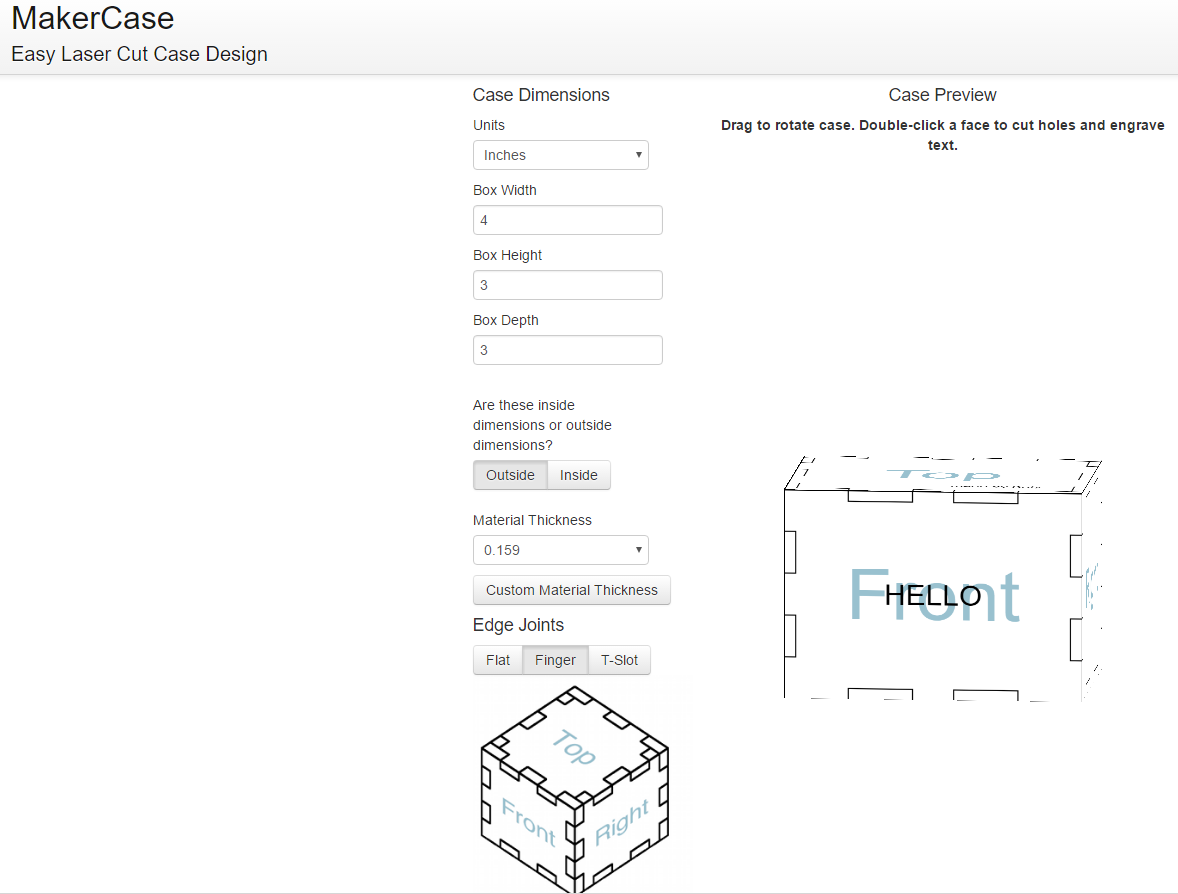 MakerCase
Easy Laser Cut Case Design
Case Dimensions
Units
Inches
Box Width
4
Box Height
3
Box Depth
3
Are these inside
dimensions or outside
dimensions?
Outside Inside
Material Thickness
0.159
Custom Material Thickness
Edge Joints
Flat Finger T-Slot
Top
Front
Right
Case Preview
Drag to rotate case. Double-click a face to cut holes and engrave
text.
Top
Front
HELLO